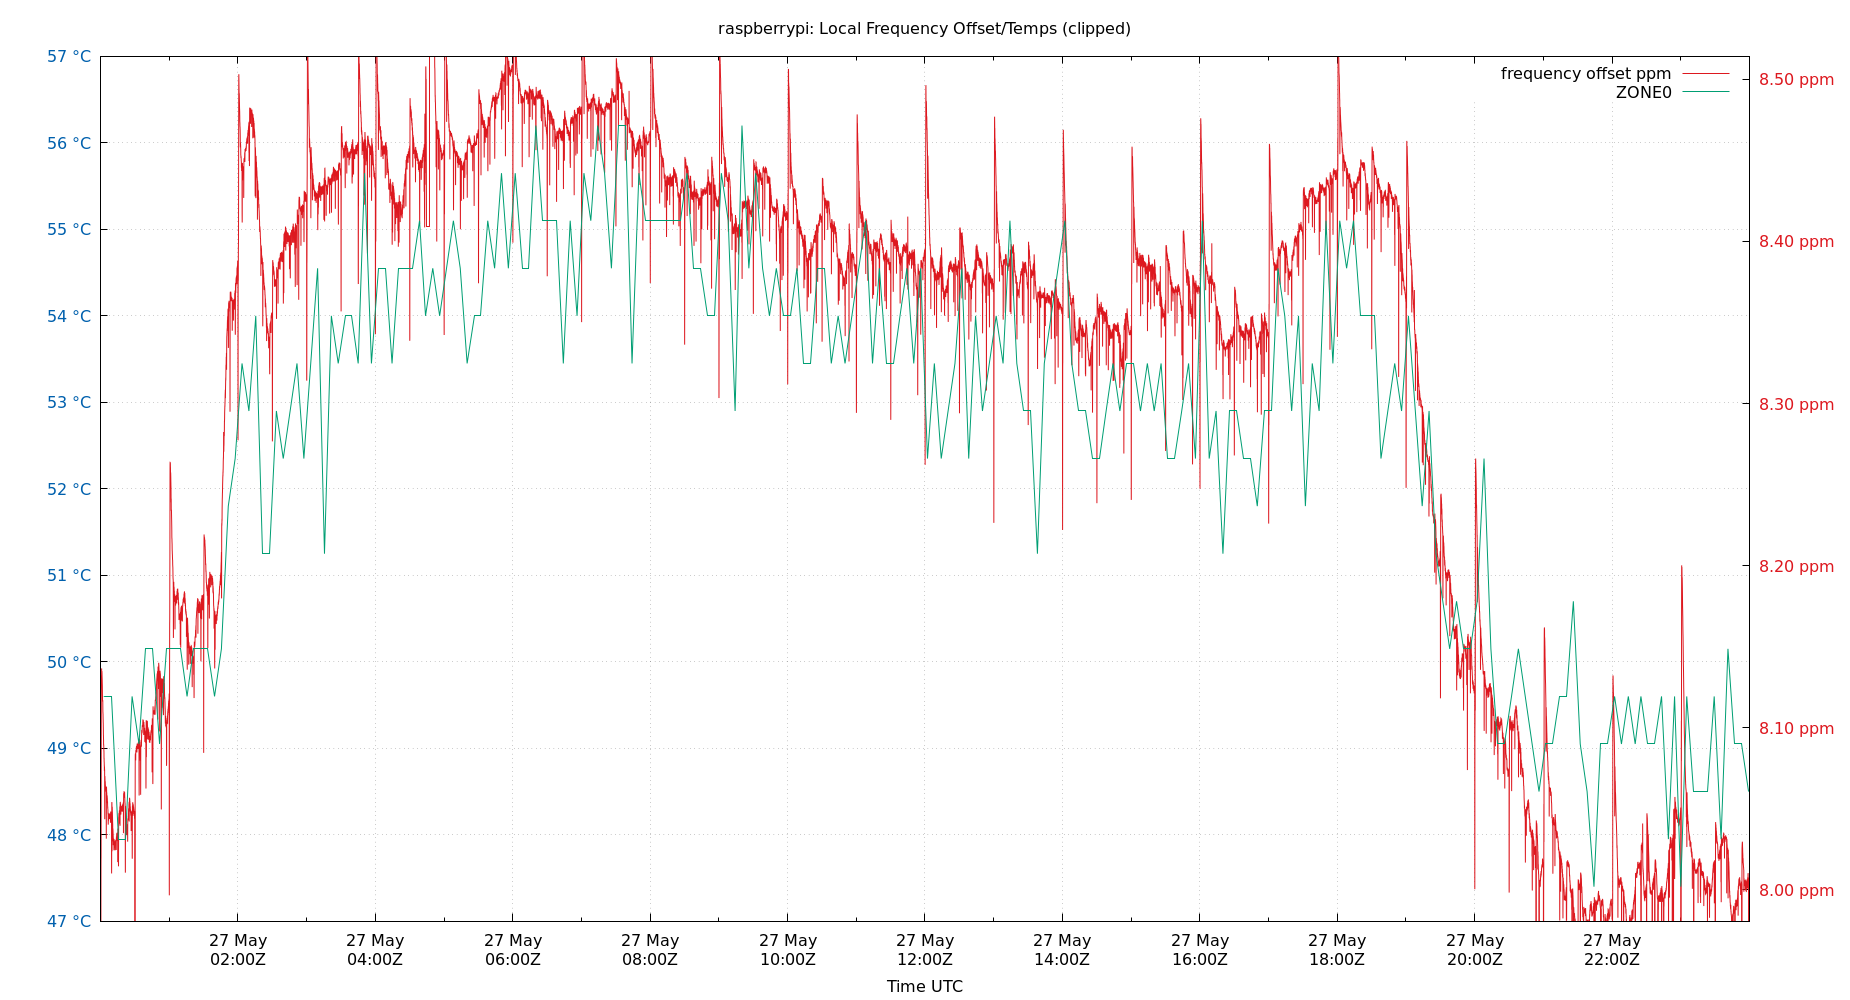 raspberrypi: Local Frequency Offset/Temps (clipped)
frequency offset ppm
ZONE0
57 °C
56 °C
55 °C
54 °C
53 °C
52 °C
51 °C
50 °C
49 °C
48 °C
47 °C
8.50 ppm
8.40 ppm
8.30 ppm
8.20 ppm
8.10 ppm
8.00 ppm
27 May 27 May 27 May 27 May 27 May 27 May 27 May 27 May 27 May 27 May 27 May
02:00Z 04:00Z 06:00Z 08:00Z 10:00Z 12:00Z 14:00Z 16:00Z 18:00Z 20:00Z 22:00Z
Time UTC